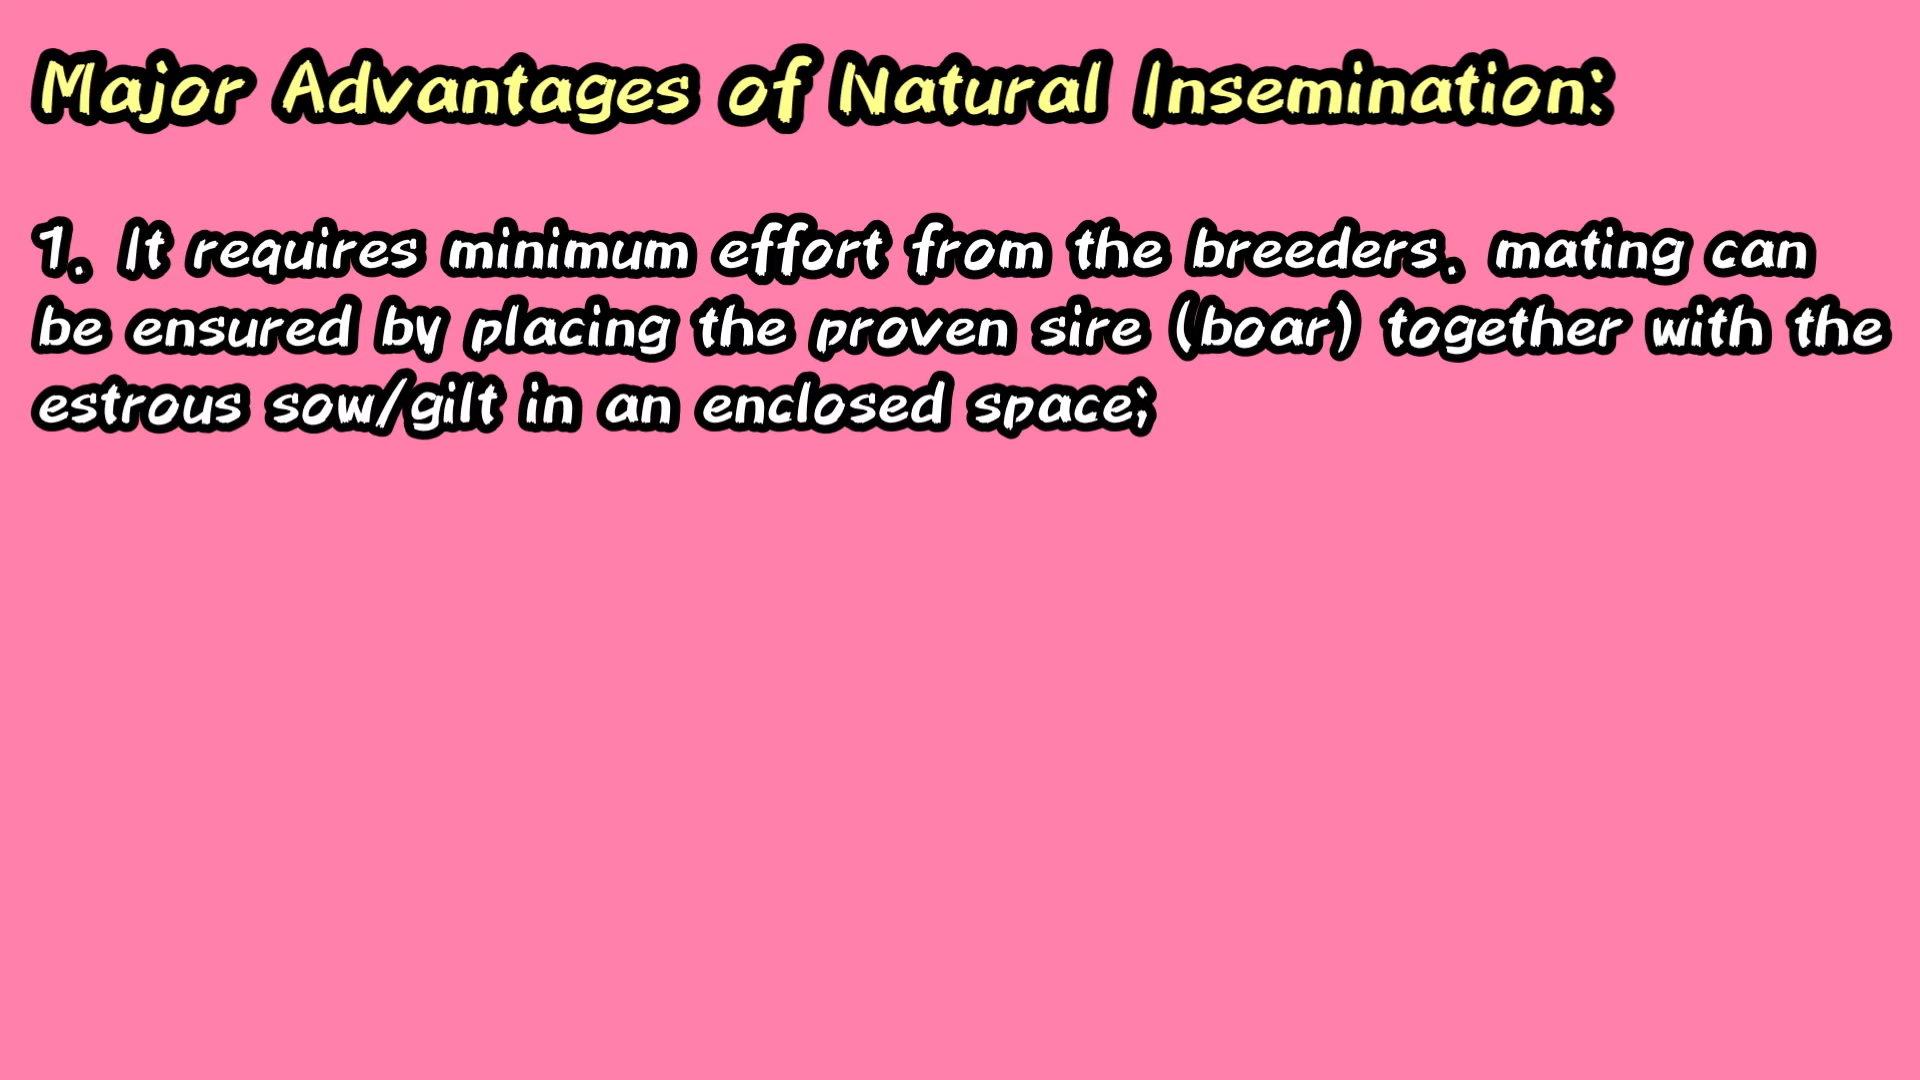 Major Advantages of Natural Insemination:
1. It requires minimum effort from the breeders. mating can
be ensured by placing the proven sire (boar) together with the
estrous sow/gilt in an enclosed space;